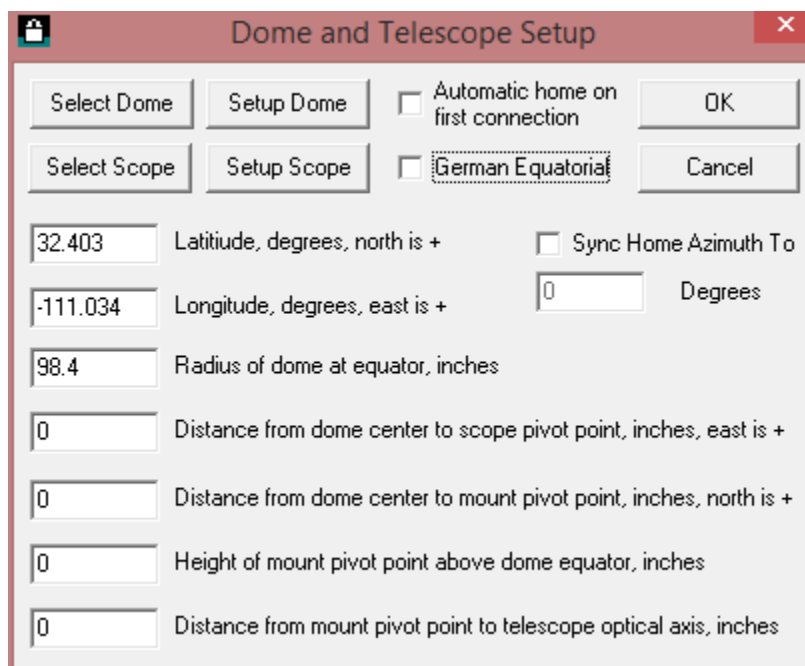 Dome and Telescope Setup
Select Dome
Setup Dome
Automatic home on
first connection
OK
Select Scope
Setup Scope
German Equatorial
Cancel
32.403
Latitiude, degrees, north is +
Sync Home Azimuth To
0
Degrees
-111.034
Longitude, degrees, east is +
98.4
Radius of dome at equator, inches
0
Distance from dome center to scope pivot point, inches, east is +
0
Distance from dome center to mount pivot point, inches, north is +
0
Height of mount pivot point above dome equator, inches
0
Distance from mount pivot point to telescope optical axis, inches